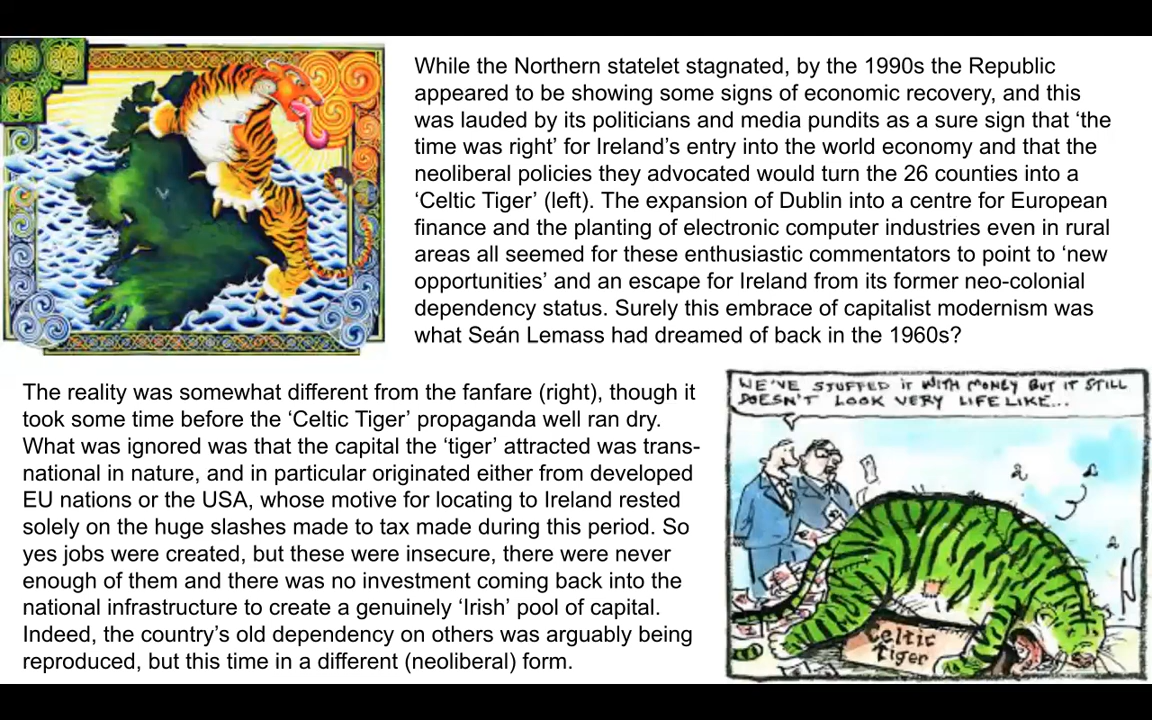 While the Northern statelet stagnated, by the 1990s the Republic
appeared to be showing some signs of economic recovery, and this
was lauded by its politicians and media pundits as a sure sign that ‘the
time was right’ for Ireland’s entry into the world economy and that the
neoliberal policies they advocated would turn the 26 counties into a
‘Celtic Tiger’ (left). The expansion of Dublin into a centre for European
finance and the planting of electronic computer industries even in rural
areas all seemed for these enthusiastic commentators to point to ‘new
opportunities’ and an escape for Ireland from its former neo-colonial
dependency status. Surely this embrace of capitalist modernism was
what Seán Lemass had dreamed of back in the 1960s?
The reality was somewhat different from the fanfare (right), though it
took some time before the ‘Celtic Tiger’ propaganda well ran dry.
What was ignored was that the capital the ‘tiger’ attracted was trans-
national in nature, and in particular originated either from developed
EU nations or the USA, whose motive for locating to Ireland rested
solely on the huge slashes made to tax made during this period. So
yes jobs were created, but these were insecure, there were never
enough of them and there was no investment coming back into the
national infrastructure to create a genuinely ‘Irish’ pool of capital.
Indeed, the country’s old dependency on others was arguably being
reproduced, but this time in a different (neoliberal) form.
WE'VE STUFFED IT WITH MONEY BUT IT STILL
DOESN'T LOOK VERY LIFE LIKE...
Celtic
Tiger